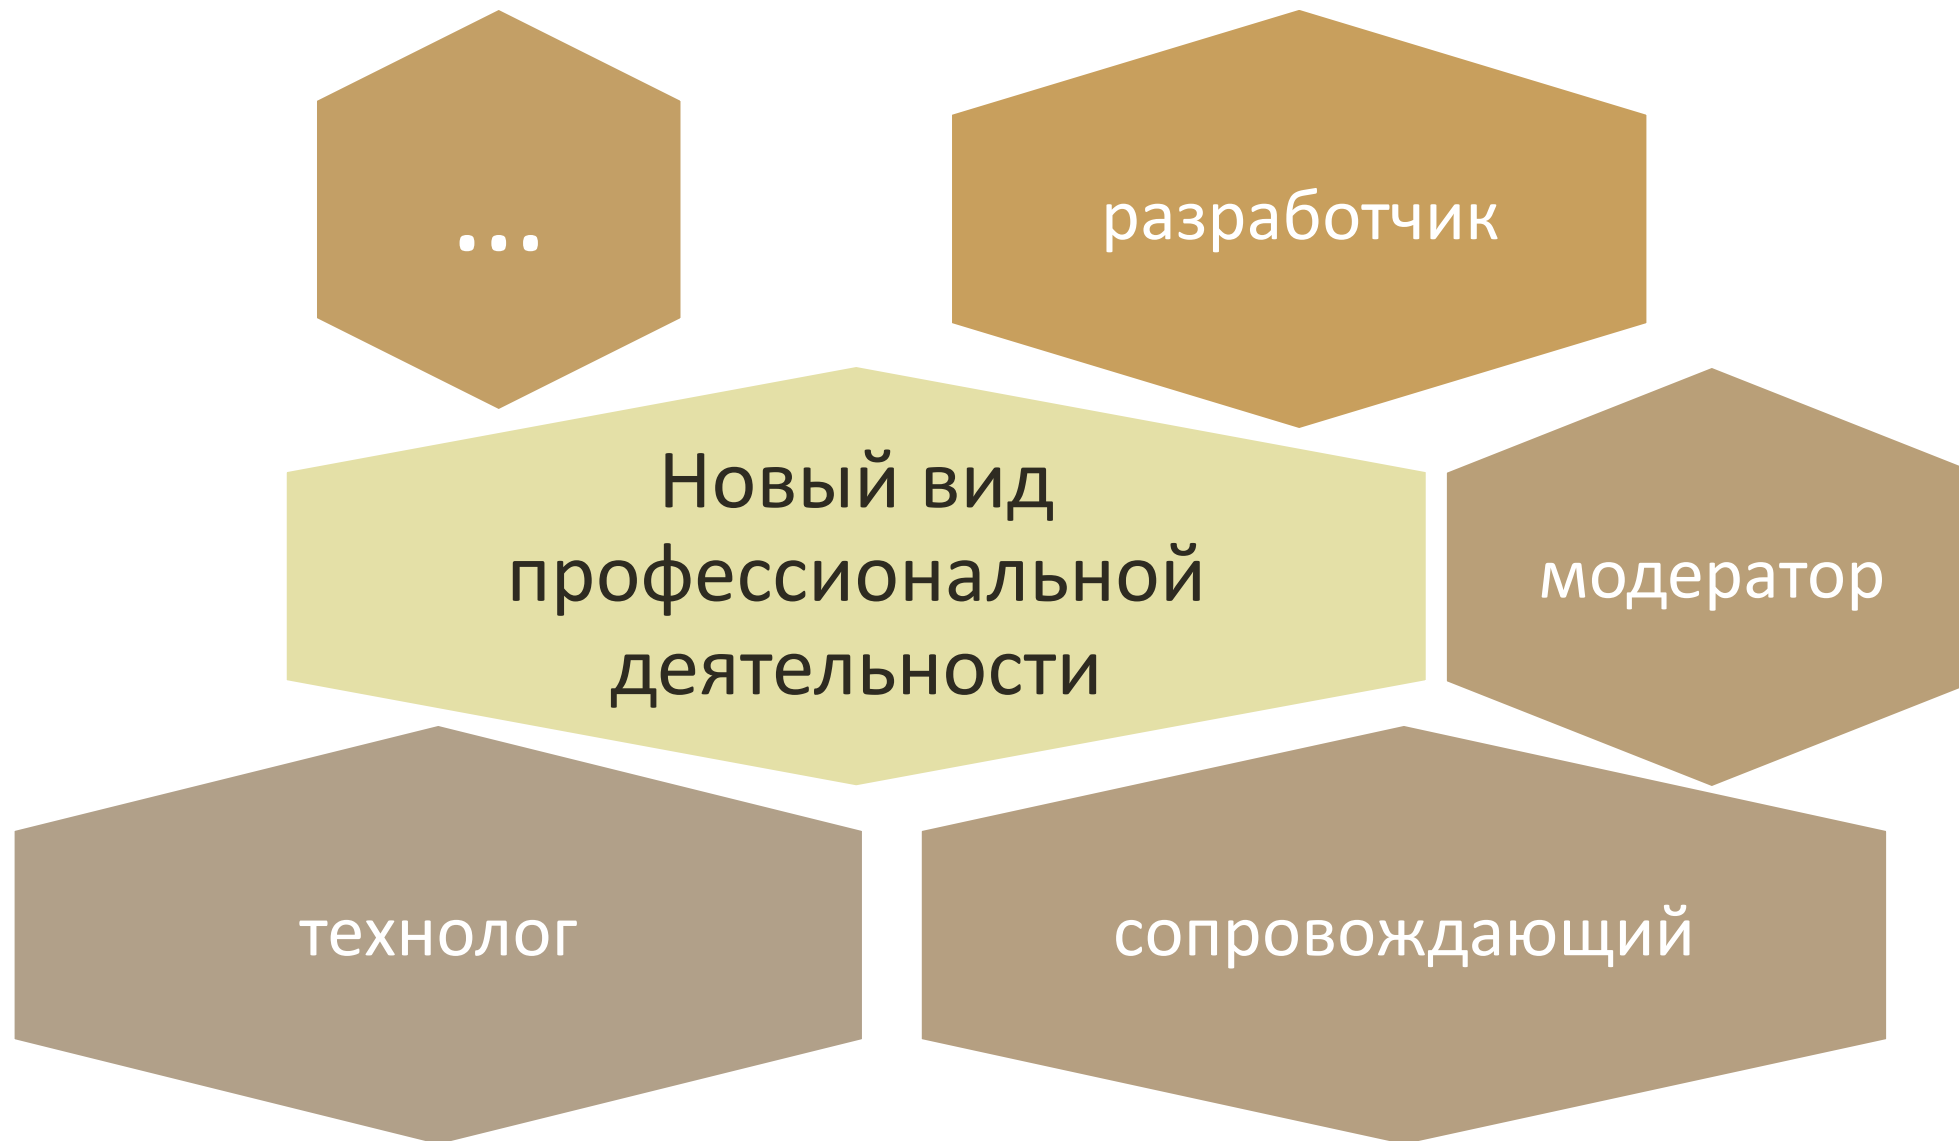 ...
разработчик
Новый вид
профессиональной
деятельности
модератор
технолог
сопровождающий